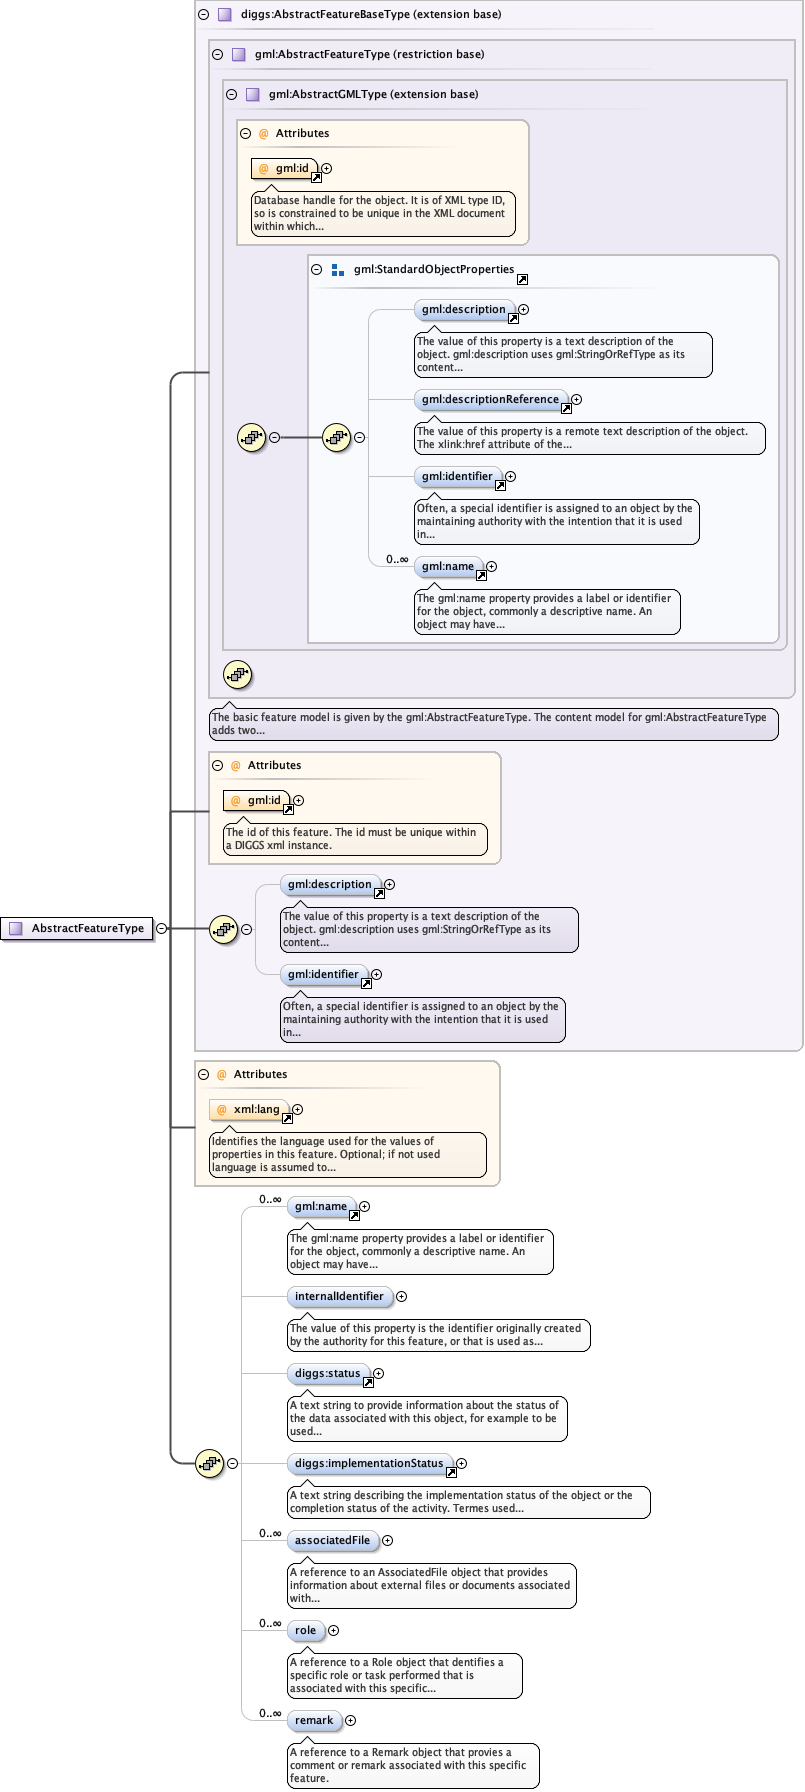 diggs:AbstractFeatureBaseType (extension base)
gml:AbstractFeatureType (restriction base)
gml:AbstractGMLType (extension base)
@ Attributes
@ gml:id
Database handle for the object. It is of XML type ID,
so is constrained to be unique in the XML document
within which...
gml:StandardObjectProperties
gml:description
The value of this property is a text description of the
object. gml:description uses gml:StringOrRefType as its
content...
gml:descriptionReference
The value of this property is a remote text description of the object.
The xlink:href attribute of the...
gml:identifier
Often, a special identifier is assigned to an object by the
maintaining authority with the intention that it is used
in...
0..∞
gml:name
The gml:name property provides a label or identifier
for the object, commonly a descriptive name. An
object may have...
The basic feature model is given by the gml:AbstractFeatureType. The content model for gml:AbstractFeatureType
adds two...
@ Attributes
@ gml:id
The id of this feature. The id must be unique within
a DIGGS xml instance.
gml:description
The value of this property is a text description of the
object. gml:description uses gml:StringOrRefType as its
content...
AbstractFeatureType
gml:identifier
Often, a special identifier is assigned to an object by the
maintaining authority with the intention that it is used
in...
@ Attributes
@ xml:lang
Identifies the language used for the values of
properties in this feature. Optional; if not used
language is assumed to...
0..∞
gml:name
The gml:name property provides a label or identifier
for the object, commonly a descriptive name. An
object may have...
internalIdentifier
The value of this property is the identifier originally created
by the authority for this feature, or that is used as...
diggs:status
A text string to provide information about the status of
the data associated with this object, for example to be
used...
diggs:implementationStatus
A text string describing the implementation status of the object or the
completion status of the activity. Termes used...
0..∞
associatedFile
A reference to an AssociatedFile object that provides
information about external files or documents associated
with...
0..∞
role
A reference to a Role object that dentifies a
specific role or task performed that is
associated with this specific...
0..∞
remark
A reference to a Remark object that provies a
comment or remark associated with this specific
feature.